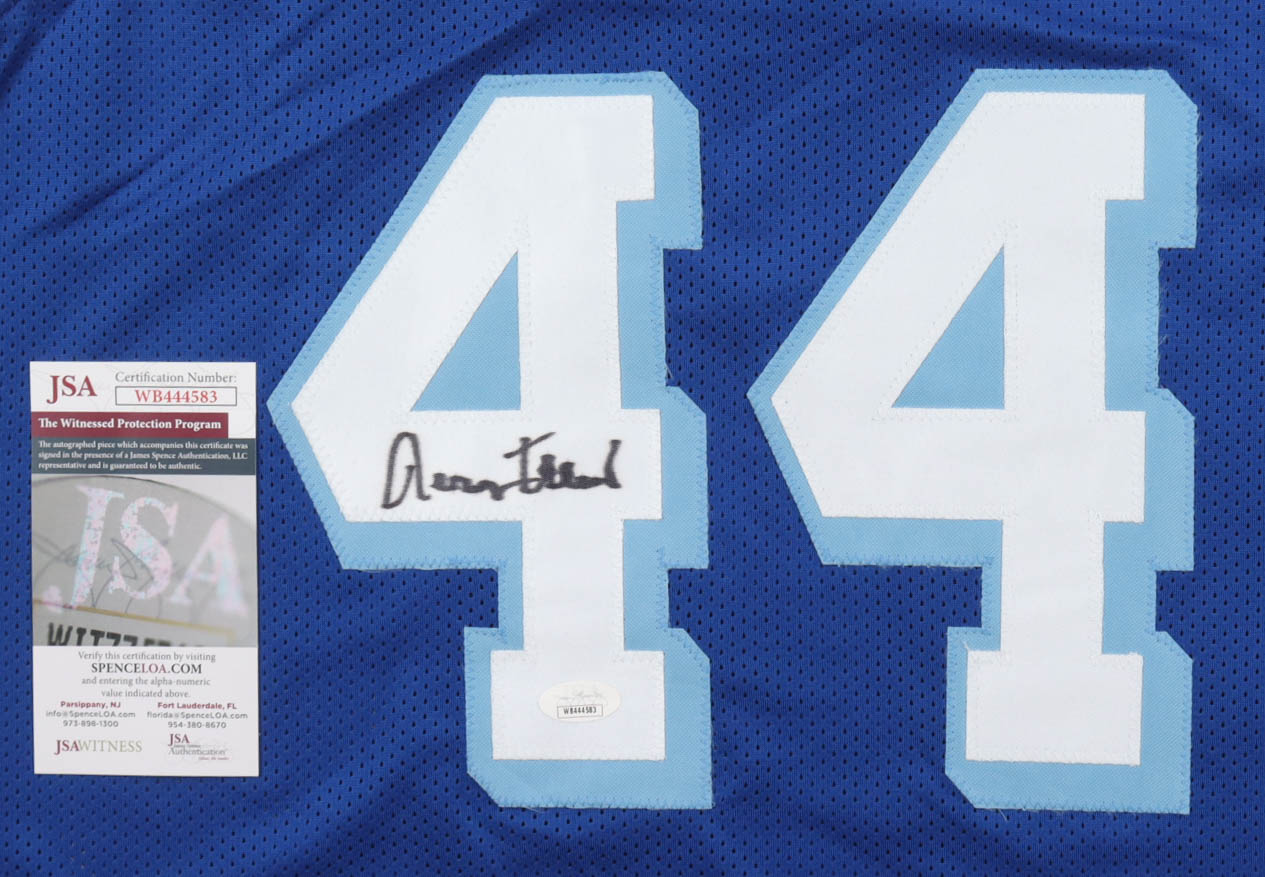 JSA
Certification Number:
WB444583
The Witnessed Protection Program
The autographed piece which accompanies this certificate was
signed in the presence of a James Spence Authentication, LLC
representative and is guaranteed to be authentic.
JSA
Verify this certification by visiting
SPENCELOA.COM
and entering the alpha-numeric
value indicated above.
Parsippany, NJ
info@SpenceLOA.com
973-898-1300
Fort Lauderdale, FL
florida@SpenceLOA.com
954-380-8670
JSAWITNESS
JSA
Authentication
44
WB444583